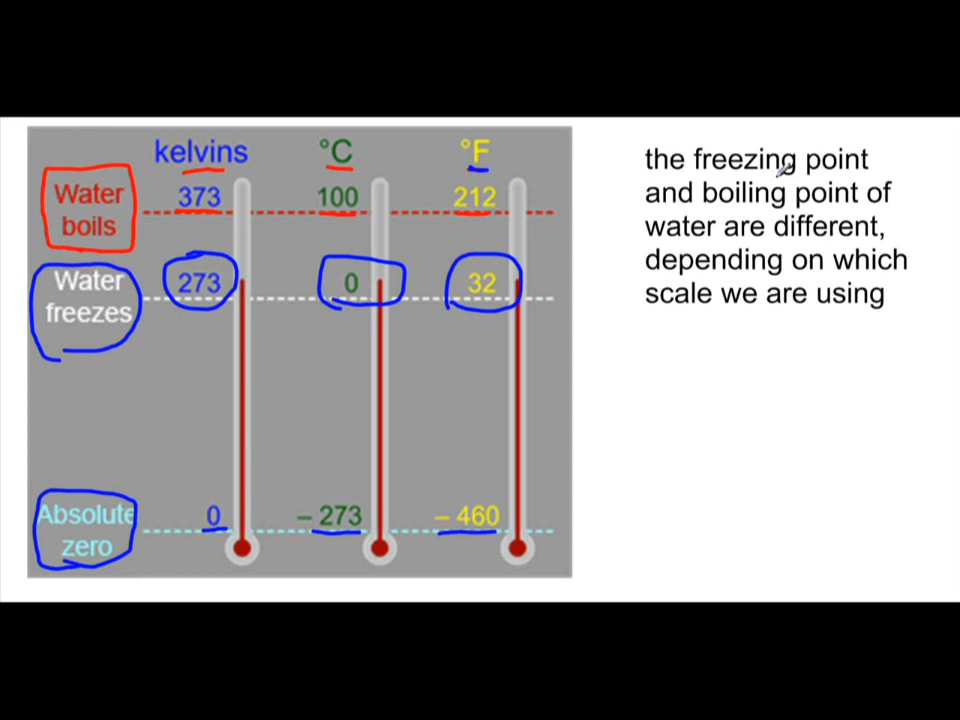 kelvins °C °F
Water boils 373 100 212
Water freezes 273 0 32
Absolute zero 0 – 273 – 460
the freezing point
and boiling point of
water are different,
depending on which
scale we are using